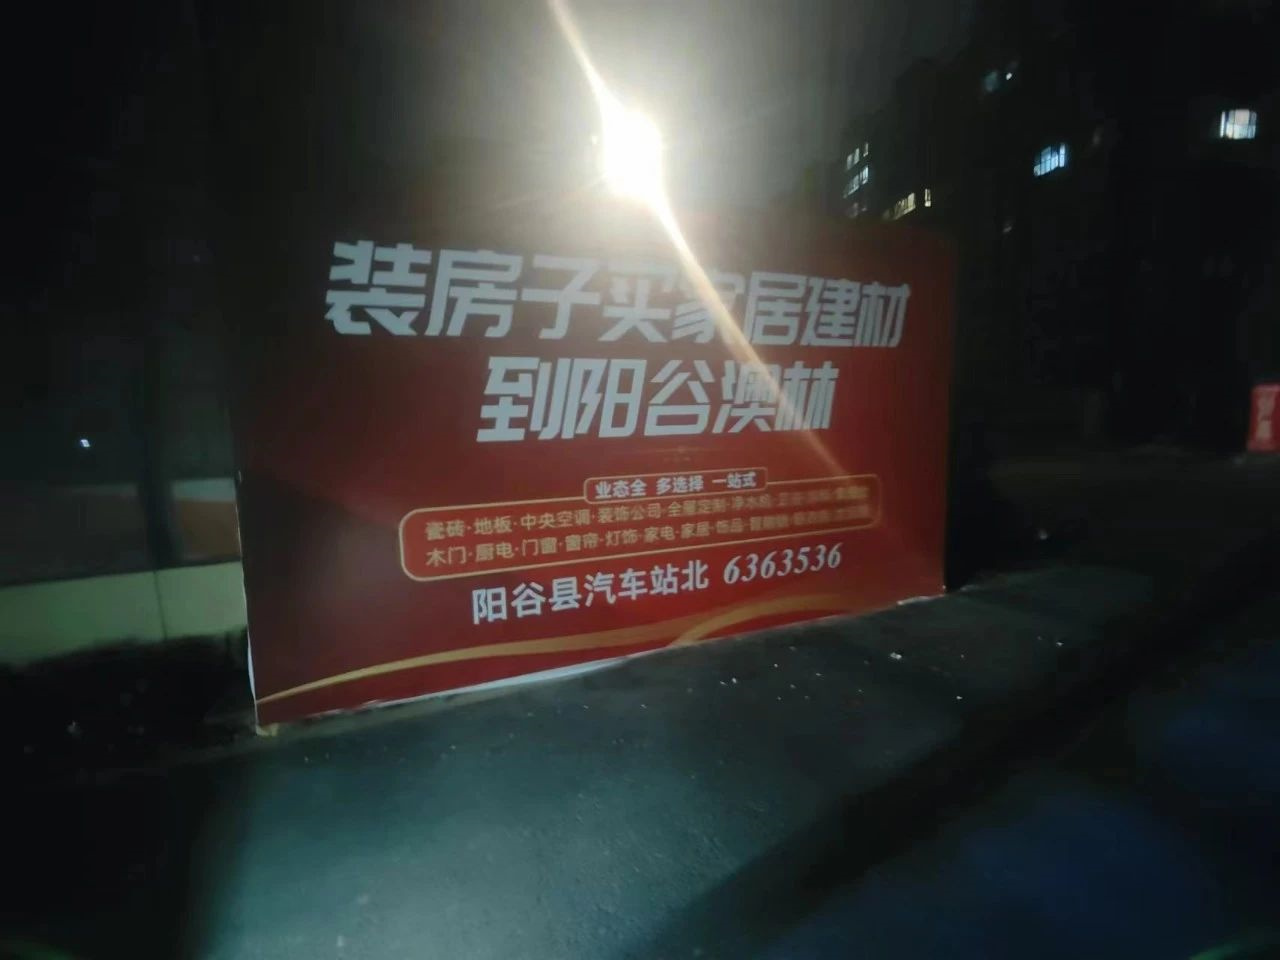 装房子买家居建材
到阳谷澳林
业态全 多选择 一站式
瓷砖·地板·中央空调·装饰公司·全屋定制·净水机
木门·厨电·门窗·窗帘·灯饰·家电·家居·饰品·智能锁
阳谷县汽车站北 6363536